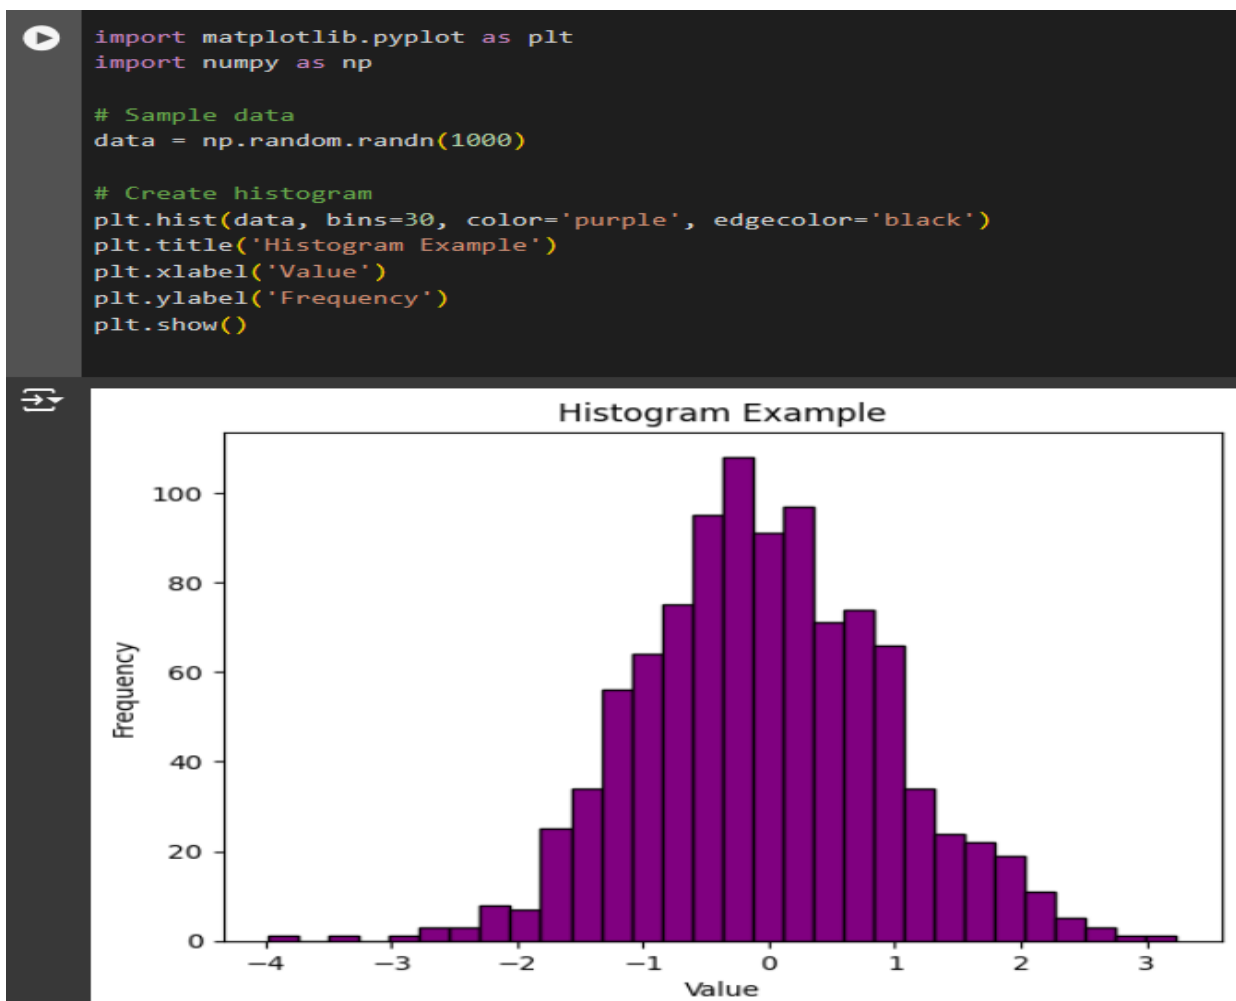 import matplotlib.pyplot as plt
import numpy as np
# Sample data
data = np.random.randn(1000)
# Create histogram
plt.hist(data, bins=30, color='purple', edgecolor='black')
plt.title('Histogram Example')
plt.xlabel('Value')
plt.ylabel('Frequency')
plt.show()
Histogram Example
Frequency
100
80
60
40
20
0
−4 −3 −2 −1 0 1 2 3
Value